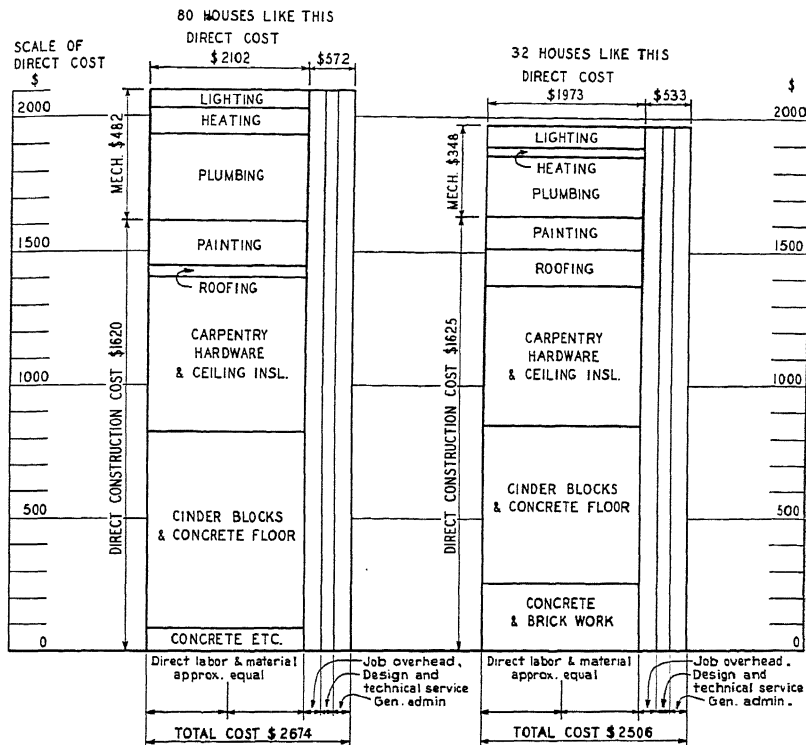 80 HOUSES LIKE THIS
DIRECT COST
$2102
$572
SCALE OF
DIRECT COST
$
2000
1500
1000
500
0
MECH. $482
DIRECT CONSTRUCTION COST $1620
LIGHTING
HEATING
PLUMBING
PAINTING
ROOFING
CARPENTRY
HARDWARE
& CEILING INSL.
CINDER BLOCKS
& CONCRETE FLOOR
CONCRETE ETC.
Direct labor & material
approx. equal
Job overhead.
Design and
technical service
Gen. admin
TOTAL COST $2674
32 HOUSES LIKE THIS
DIRECT COST
$1973
$533
MECH. $348
DIRECT CONSTRUCTION COST $1625
LIGHTING
HEATING
PLUMBING
PAINTING
ROOFING
CARPENTRY
HARDWARE
& CEILING INSL.
CINDER BLOCKS
& CONCRETE FLOOR
CONCRETE
& BRICK WORK
Direct labor & material
approx. equal
Job overhead.
Design and
technical service
Gen. admin.
TOTAL COST $2506
$
2000
1500
1000
500
0